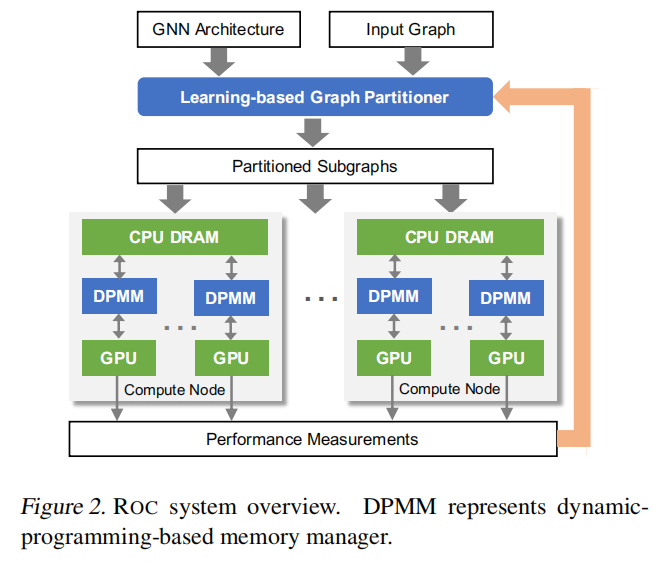 GNN Architecture
Input Graph
Learning-based Graph Partitioner
Partitioned Subgraphs
CPU DRAM
CPU DRAM
DPMM
DPMM
...
DPMM
DPMM
...
...
GPU
GPU
GPU
GPU
Compute Node
Compute Node
Performance Measurements
Figure 2. ROC system overview. DPMM represents dynamic-
programming-based memory manager.